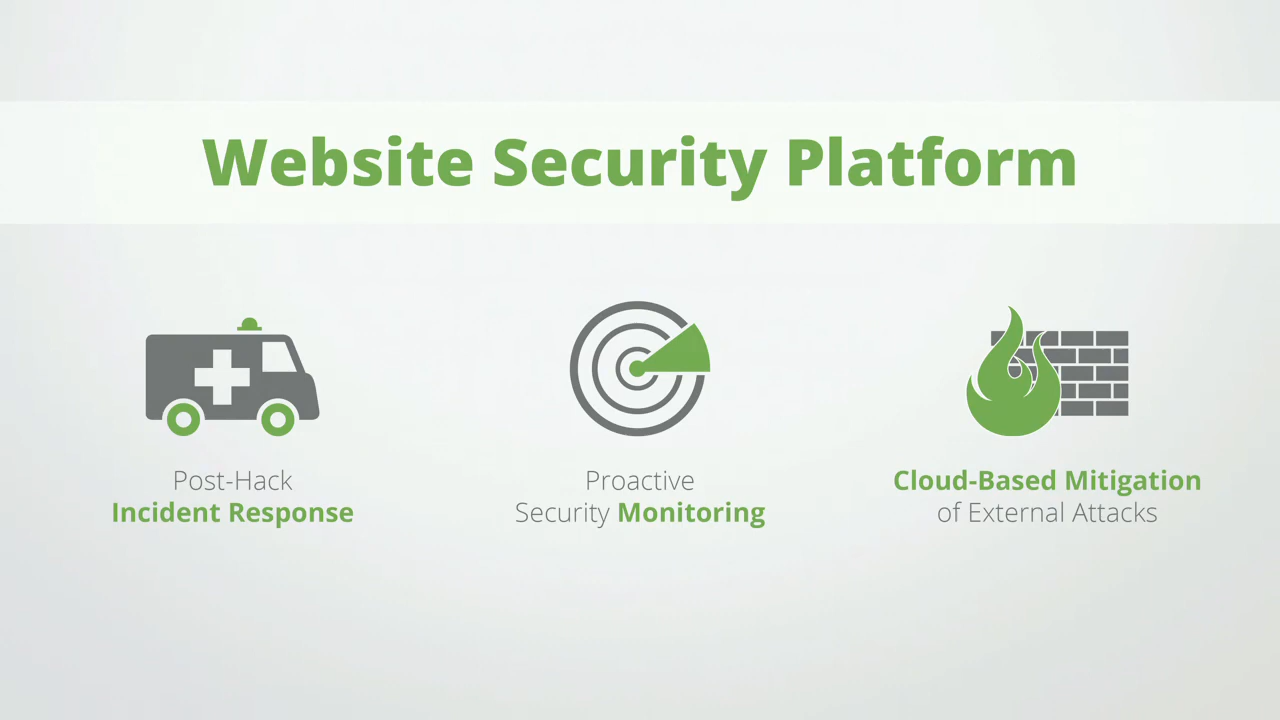 Website Security Platform
Post-Hack
Incident Response
Proactive
Security Monitoring
Cloud-Based Mitigation
of External Attacks